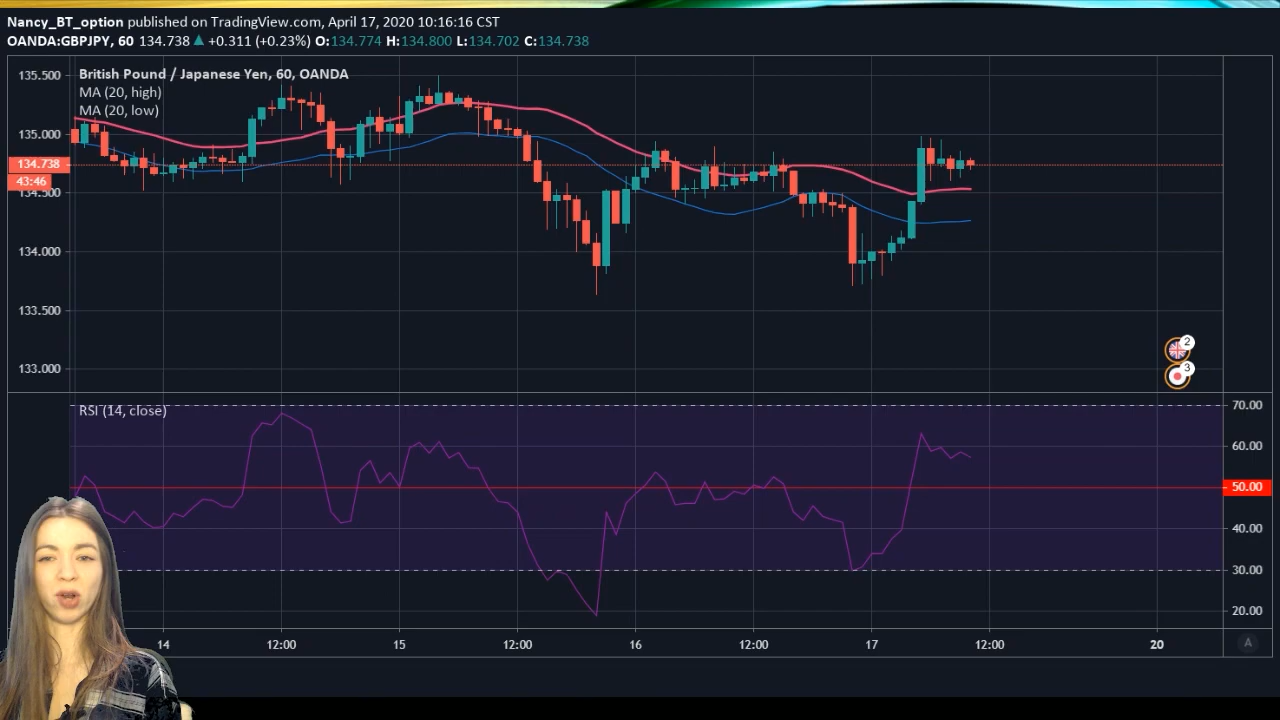 Nancy_BT_option published on TradingView.com, April 17, 2020 10:16:16 CST
OANDA:GBPJPY, 60 134.738 ▲ +0.311 (+0.23%) O:134.774 H:134.800 L:134.702 C:134.738
British Pound / Japanese Yen, 60, OANDA
MA (20, high)
MA (20, low)
135.500
135.000
134.738
43:46
134.500
134.000
133.500
133.000
2
3
RSI (14, close)
70.00
60.00
50.00
40.00
30.00
20.00
14 12:00 15 12:00 16 12:00 17 12:00 20
A